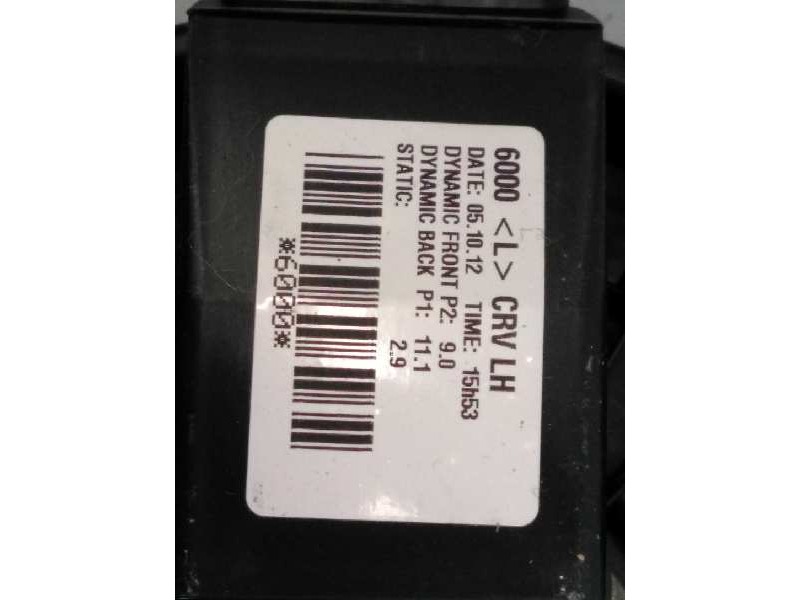 6000 <L> CRV LH
DATE: 05.10.12 TIME: 15h53
DYNAMIC FRONT P2: 9.0
DYNAMIC BACK P1: 11.1
STATIC: 2.9
*6000*